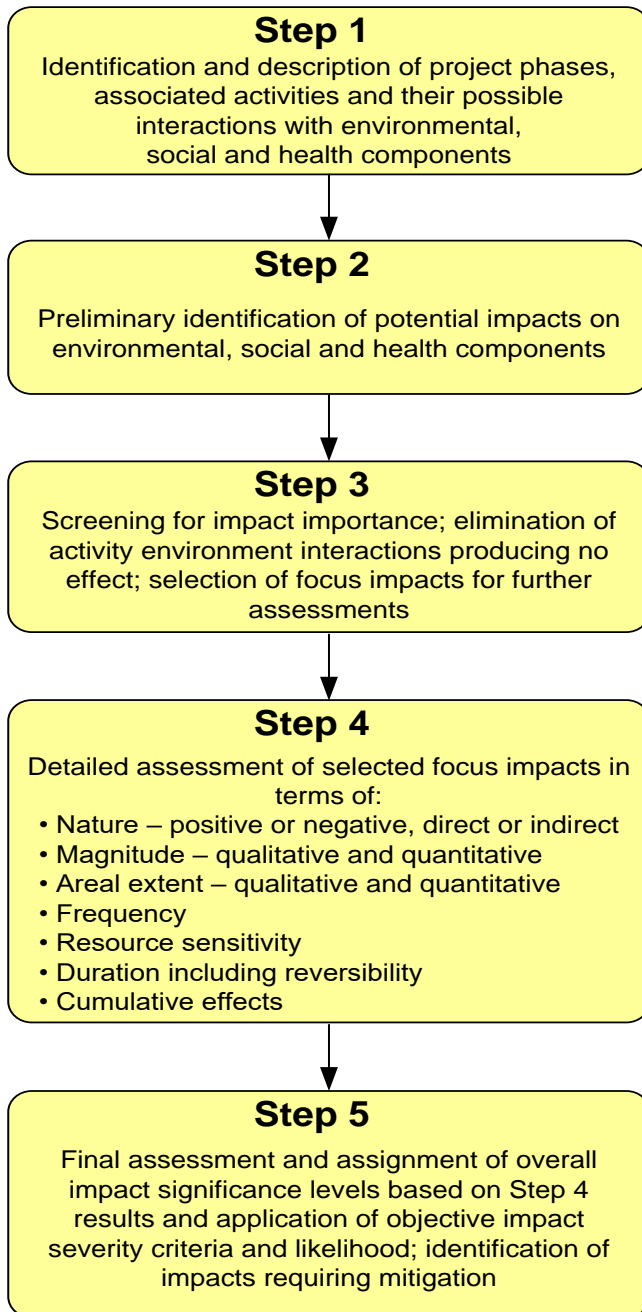 Step 1
Identification and description of project phases,
associated activities and their possible
interactions with environmental,
social and health components
Step 2
Preliminary identification of potential impacts on
environmental, social and health components
Step 3
Screening for impact importance; elimination of
activity environment interactions producing no
effect; selection of focus impacts for further
assessments
Step 4
Detailed assessment of selected focus impacts in
terms of:
• Nature – positive or negative, direct or indirect
• Magnitude – qualitative and quantitative
• Areal extent – qualitative and quantitative
• Frequency
• Resource sensitivity
• Duration including reversibility
• Cumulative effects
Step 5
Final assessment and assignment of overall
impact significance levels based on Step 4
results and application of objective impact
severity criteria and likelihood; identification of
impacts requiring mitigation